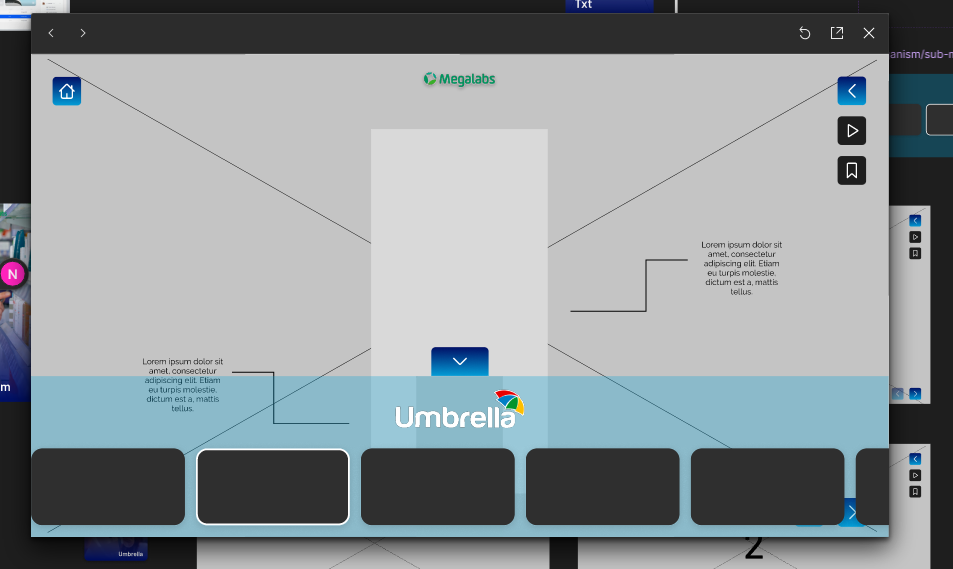 Txt
anism/sub-m
Megalabs
N
Lorem ipsum dolor sit
amet, consectetur
adipiscing elit. Etiam
eu turpis molestie,
dictum est a, mattis
tellus.
Lorem ipsum dolor sit
amet, consectetur
adipiscing elit. Etiam
eu turpis molestie,
dictum est a, mattis
tellus.
m
Umbrella
Umbrella
2